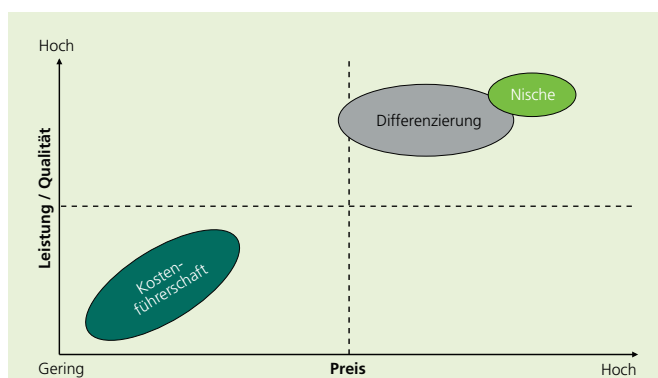 Hoch
Nische
Differenzierung
Leistung / Qualität
Kosten-
führerschaft
Gering
Preis
Hoch